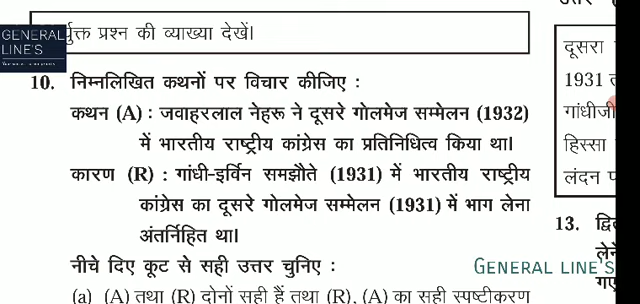 GENERAL
LINE'S
र्युक्त प्रश्न की व्याख्या देखें।
10. निम्नलिखित कथनों पर विचार कीजिए :
कथन (A) : जवाहरलाल नेहरू ने दूसरे गोलमेज सम्मेलन (1932)
में भारतीय राष्ट्रीय कांग्रेस का प्रतिनिधित्व किया था।
कारण (R) : गांधी-इर्विन समझौते (1931) में भारतीय राष्ट्रीय
कांग्रेस का दूसरे गोलमेज सम्मेलन (1931) में भाग लेना
अंतर्निहित था।
नीचे दिए कूट से सही उत्तर चुनिए :
(a) (A) तथा (R) दोनों सही हैं तथा (R), (A) का सही स्पष्टीकरण
दूसरा
1931
गांधीजी
हिस्सा
लंदन
13.
लेने
GENERAL LINE'S